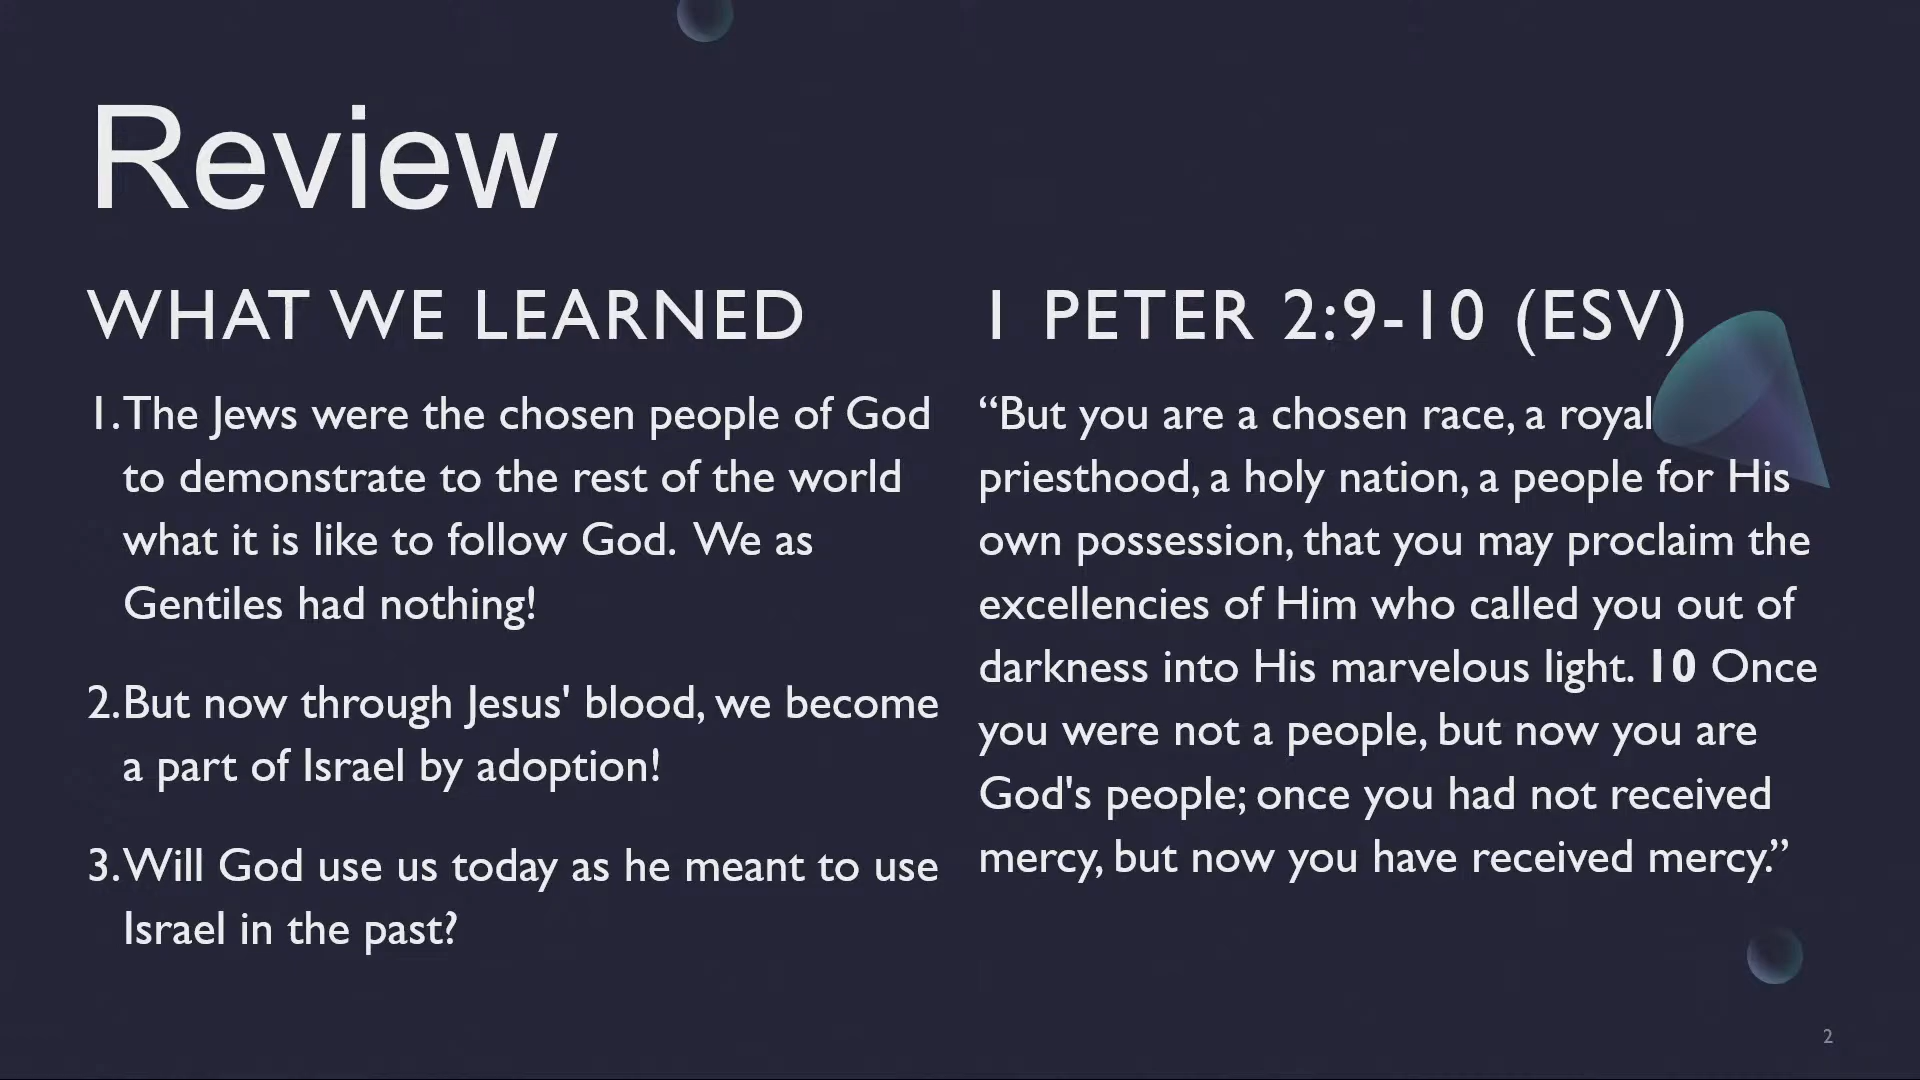 Review
WHAT WE LEARNED
1. The Jews were the chosen people of God
to demonstrate to the rest of the world
what it is like to follow God.  We as
Gentiles had nothing!
2. But now through Jesus' blood, we become
a part of Israel by adoption!
3. Will God use us today as he meant to use
Israel in the past?
1 PETER 2:9-10 (ESV)
“But you are a chosen race, a royal
priesthood, a holy nation, a people for His
own possession, that you may proclaim the
excellencies of Him who called you out of
darkness into His marvelous light. 10 Once
you were not a people, but now you are
God's people; once you had not received
mercy, but now you have received mercy.”
2